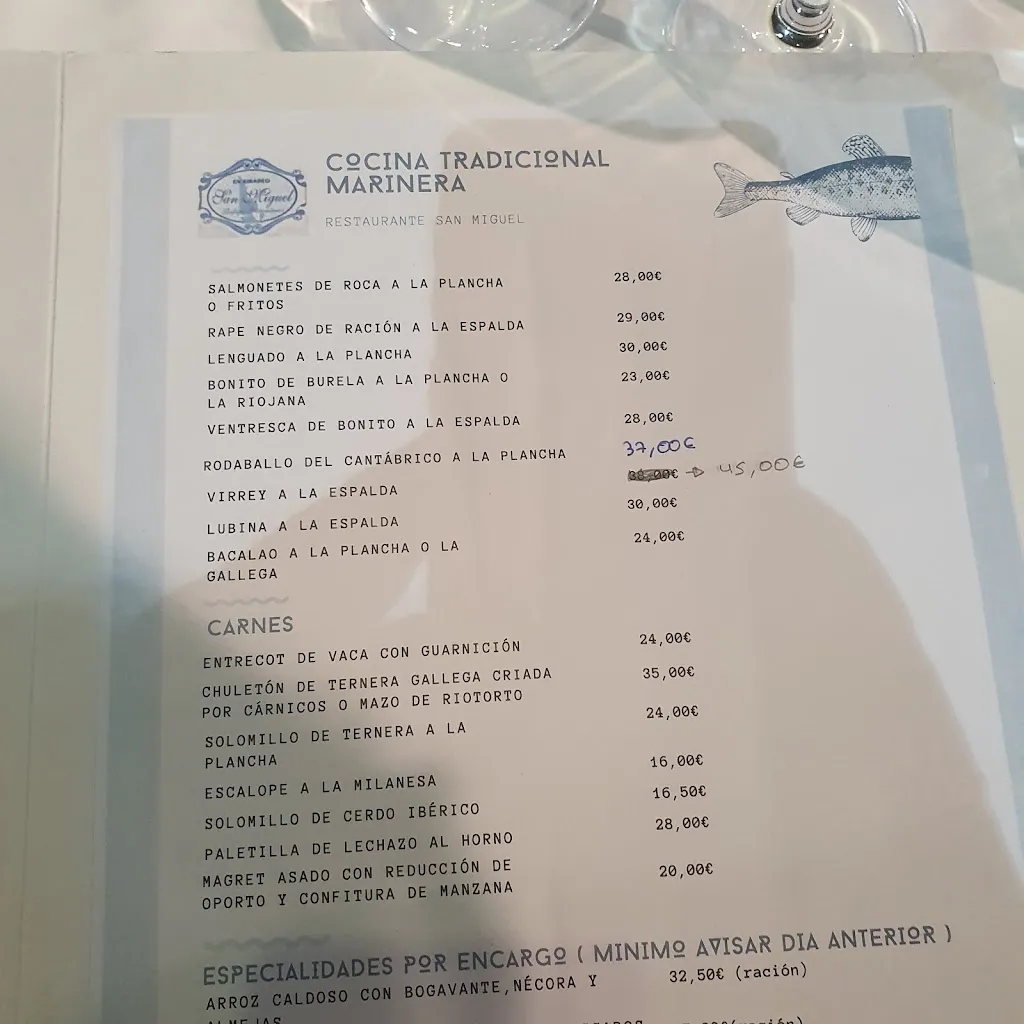 San Miguel
COCINA TRADICIONAL
MARINERA
RESTAURANTE SAN MIGUEL
SALMONETES DE ROCA A LA PLANCHA 28,00€
O FRITOS
RAPE NEGRO DE RACIÓN A LA ESPALDA 29,00€
LENGUADO A LA PLANCHA 30,00€
BONITO DE BURELA A LA PLANCHA O 23,00€
LA RIOJANA
VENTRESCA DE BONITO A LA ESPALDA 28,00€
RODABALLO DEL CANTÁBRICO A LA PLANCHA 37,00€
VIRREY A LA ESPALDA 38,00€ → 45,00€
LUBINA A LA ESPALDA 30,00€
BACALAO A LA PLANCHA O LA 24,00€
GALLEGA
CARNES
ENTRECOT DE VACA CON GUARNICIÓN 24,00€
CHULETÓN DE TERNERA GALLEGA CRIADA 35,00€
POR CÁRNICOS O MAZO DE RIOTORTO
SOLOMILLO DE TERNERA A LA 24,00€
PLANCHA
ESCALOPE A LA MILANESA 16,00€
SOLOMILLO DE CERDO IBÉRICO 16,50€
PALETILLA DE LECHAZO AL HORNO 28,00€
MAGRET ASADO CON REDUCCIÓN DE 20,00€
OPORTO Y CONFITURA DE MANZANA
ESPECIALIDADES POR ENCARGO ( MINIMO AVISAR DIA ANTERIOR )
ARROZ CALDOSO CON BOGAVANTE,NÉCORA Y 32,50€ (ración)
ALMEJAS